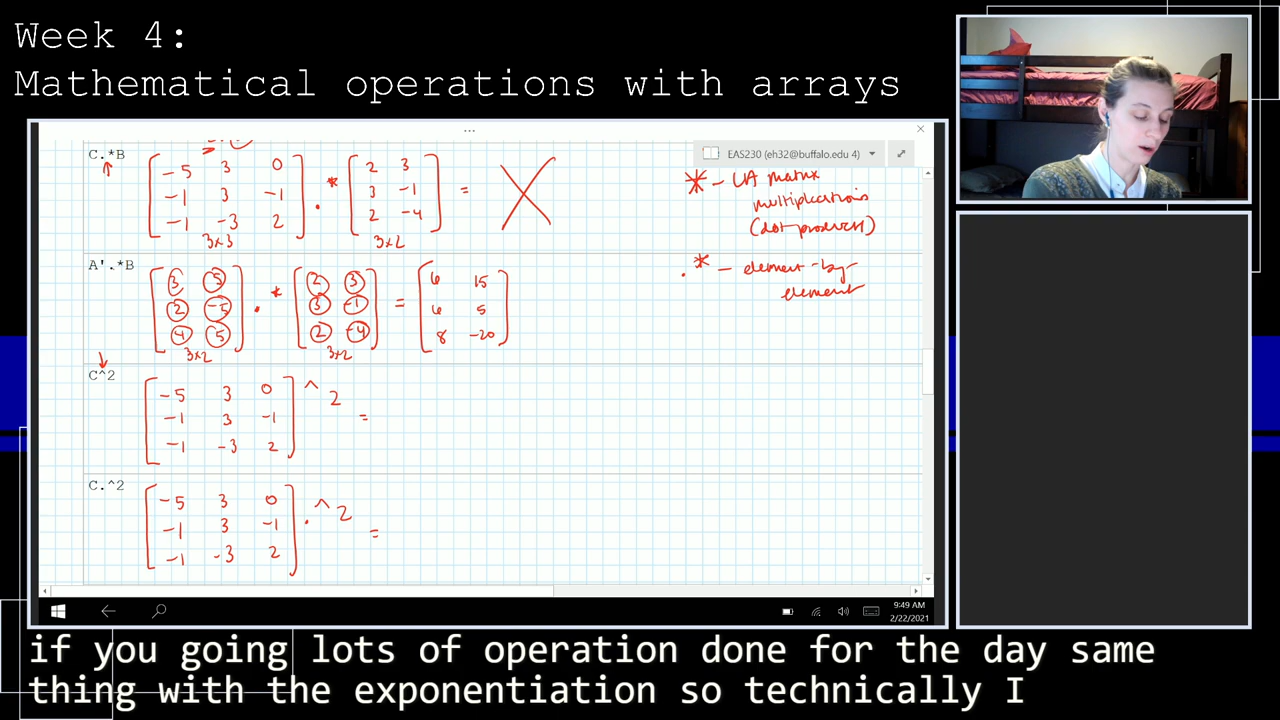 Week 4:
Mathematical operations with arrays
EAS230 (eh32@buffalo.edu 4)
C.*B
-5 3 0
-1 3 -1
-1 -3 2
3x3
. *
2 3
3 -1
2 -4
3x2
= X
* - LA matrix
multiplications
(dot product)
.* - element-by-
element
A'.*B
3 5
2 -5
4 5
3x2
. *
2 3
3 -1
2 -4
3x2
=
6 15
6 5
8 -20
C^2
-5 3 0
-1 3 -1
-1 -3 2
^ 2 =
C.^2
-5 3 0
-1 3 -1
-1 -3 2
. ^ 2 =
9:49 AM
2/22/2021
if you going lots of operation done for the day same
thing with the exponentiation so technically I